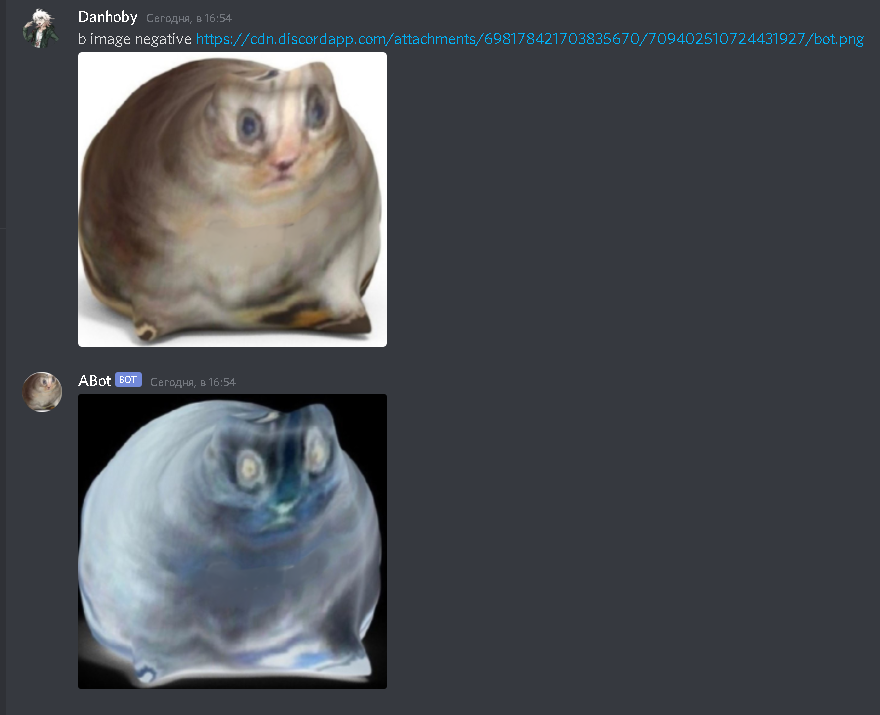 Danhoby Сегодня, в 16:54
b image negative https://cdn.discordapp.com/attachments/698178421703835670/709402510724431927/bot.png
ABot BOT Сегодня, в 16:54